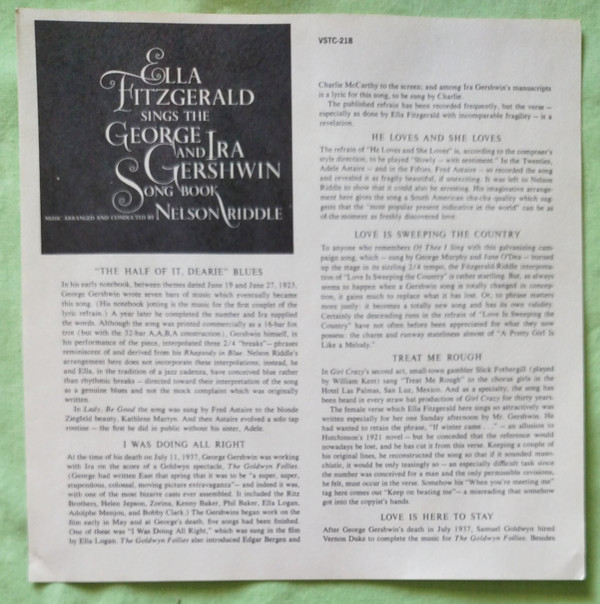 ELLA
FITZGERALD
SINGS THE
GEORGE
AND IRA
GERSHWIN
SONG BOOK
MUSIC ARRANGED AND CONDUCTED BY NELSON RIDDLE
"THE HALF OF IT, DEARIE" BLUES
In his early notebook, between themes dated June 19 and June 27, 1923,
George Gershwin wrote seven bars of music which eventually became
this song. (His notebook jotting is the music for the first couplet of the
lyric refrain.) A year later he completed the number and Ira supplied
the words. Although the song was printed commercially as a 16-bar for-
mat (but with the 32-bar A.A.B.A construction), Gershwin himself, in
his performance of the piece, interpolated three 2/4 "breaks"— phrases
reminiscent of and derived from his Rhapsody in Blue. Nelson Riddle's
arrangement here does not incorporate these interpolations; instead, he
and Ella, in the tradition of a jazz cadenza, have conceived blue rather
than rhythmic breaks — directed toward their interpretation of the song
as a genuine blues and not the mock complaint which was originally
written.
In Lady, Be Good the song was sung by Fred Astaire to the blonde
Ziegfeld beauty, Kathlene Martyn. And then Astaire evolved a solo tap
routine — the first he did in public without his sister, Adele.
I WAS DOING ALL RIGHT
At the time of his death on July 11, 1937, George Gershwin was working
with Ira on the score of a Goldwyn spectacle, The Goldwyn Follies.
(George had written East that spring that it was to be "a super, super,
stupendous, colossal, moving picture extravaganza"— and indeed it was,
with one of the most bizarre casts ever assembled. It included the Ritz
Brothers, Helen Jepson, Zorina, Kenny Baker, Phil Baker, Ella Logan,
Adolphe Menjou, and Bobby Clark.) The Gershwins began work on the
film early in May and at George's death, five songs had been finished.
One of these was "I Was Doing All Right," which was sung in the film
by Ella Logan. The Goldwyn Follies also introduced Edgar Bergen and
VSTC-218
Charlie McCarthy to the screen; and among Ira Gershwin's manuscripts
is a lyric for this song, to be sung by Charlie.
The published refrain has been recorded frequently, but the verse —
especially as done by Ella Fitzgerald with incomparable fragility — is a
revelation.
HE LOVES AND SHE LOVES
The refrain of "He Loves and She Loves" is, according to the composer's
style direction, to be played "Slowly — with sentiment." In the Twenties,
Adele Astaire — and in the Fifties, Fred Astaire — so recorded the song
and revealed it as fragile, beautiful, if unexciting. It was left to Nelson
Riddle to show that it could also be arresting. His imaginative arrange-
ment here gives the song a South American cha-cha quality which sug-
gests that the "most popular present indicative in the world" can be as
of-the-moment as freshly discovered love.
LOVE IS SWEEPING THE COUNTRY
To anyone who remembers Of Thee I Sing with this galvanizing cam-
paign song, which — sung by George Murphy and June O'Dea — burned
up the stage in its sizzling 2/4 tempo, the Fitzgerald-Riddle interpreta-
tion of "Love Is Sweeping the Country" is rather startling. But, as always
seems to happen when a Gershwin song is totally changed in concep-
tion, it gains much to replace what it has lost. Or, to phrase matters
more justly: it becomes a totally new song and has its own validity.
Certainly the descending runs in the refrain of "Love Is Sweeping the
Country" have not often before been appreciated for what they now
possess: the charm and runway stateliness almost of "A Pretty Girl Is
Like a Melody."
TREAT ME ROUGH
In Girl Crazy's second act, small-town gambler Slick Fothergill (played
by William Kent) sang "Treat Me Rough" to the chorus girls in the
Hotel Las Palmas, San Luz, Mexico. And as a specialty, the song has
been heard in every straw hat production of Girl Crazy for thirty years.
The female verse which Ella Fitzgerald here sings so attractively was
written especially for her one Sunday afternoon by Mr. Gershwin. He
had wanted to retain the phrase, "If winter came . . ." — an allusion to
Hutchinson's 1921 novel — but he conceded that the reference would
nowadays be lost, and he has cut it from this verse. Keeping a couple of
his original lines, he reconstructed the song so that if it sounded maso-
chistic, it would be only teasingly so — an especially difficult task since
the number was conceived for a man and the only permissible revisions,
he felt, must occur in the verse. Somehow his "When you're meeting me"
tag here comes out "Keep on beating me"— a misreading that somehow
got into the copyist's hands.
LOVE IS HERE TO STAY
After George Gershwin's death in July 1937, Samuel Goldwyn hired
Vernon Duke to complete the music for The Goldwyn Follies. Besides